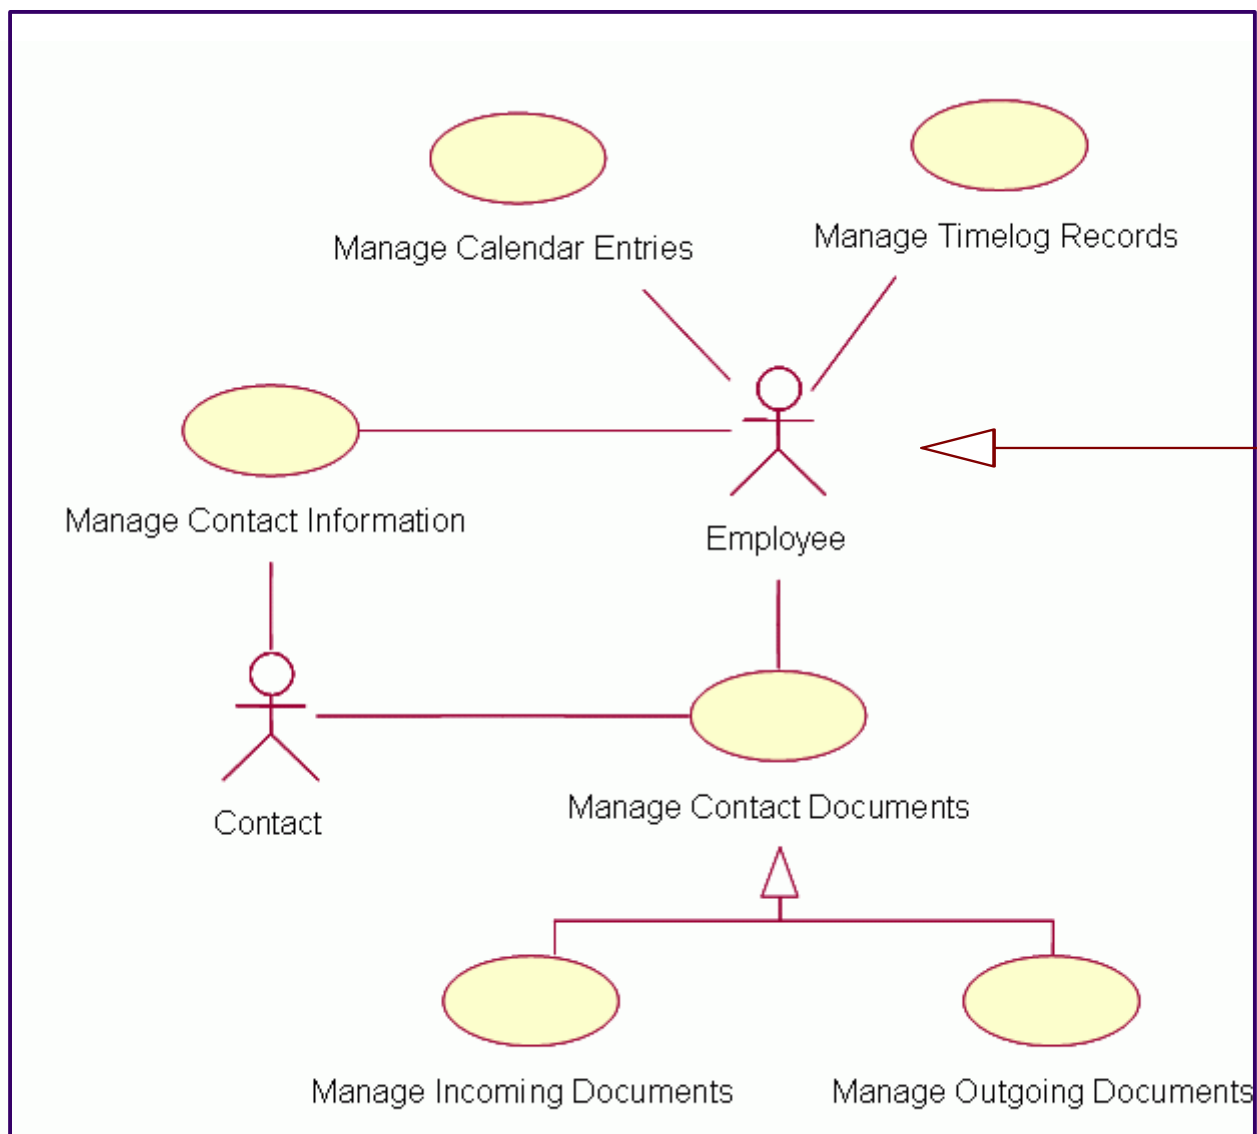 Manage Calendar Entries
Manage Timelog Records
Manage Contact Information
Employee
Contact
Manage Contact Documents
Manage Incoming Documents
Manage Outgoing Documents